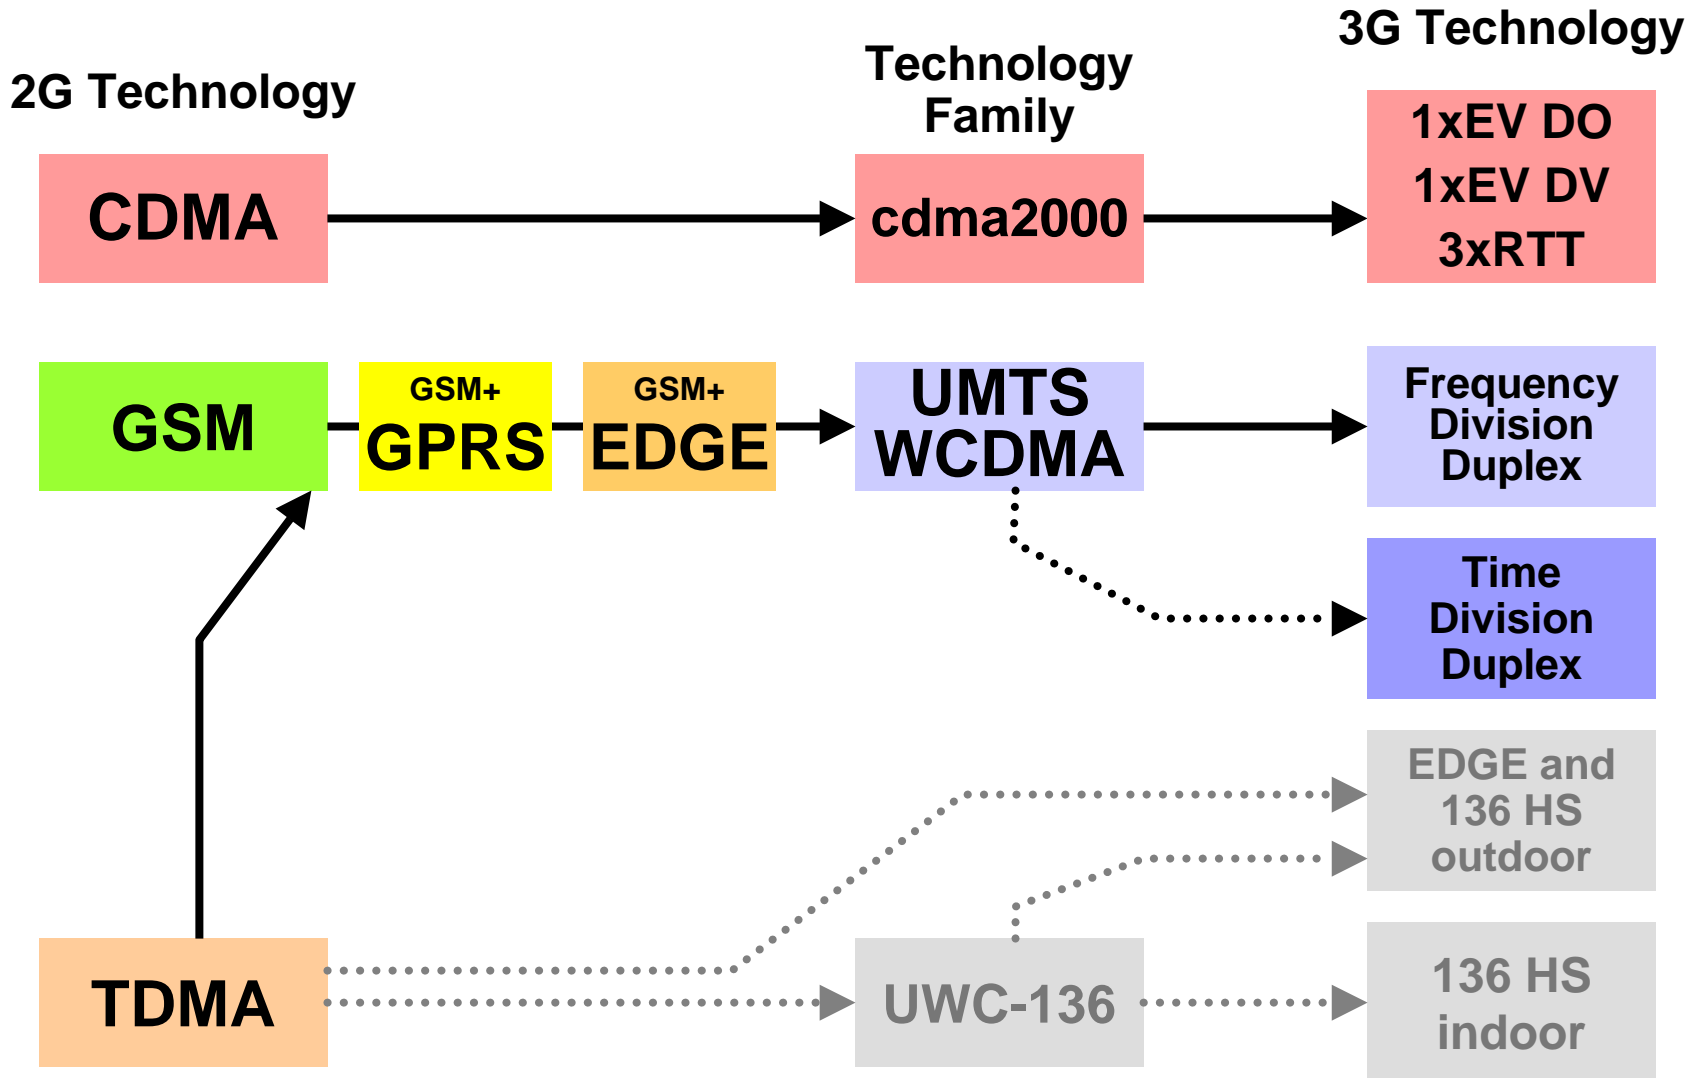 2G Technology
Technology
Family
3G Technology
CDMA
cdma2000
1xEV DO
1xEV DV
3xRTT
GSM
GSM+
GPRS
GSM+
EDGE
UMTS
WCDMA
Frequency
Division
Duplex
Time
Division
Duplex
EDGE and
136 HS
outdoor
TDMA
UWC-136
136 HS
indoor